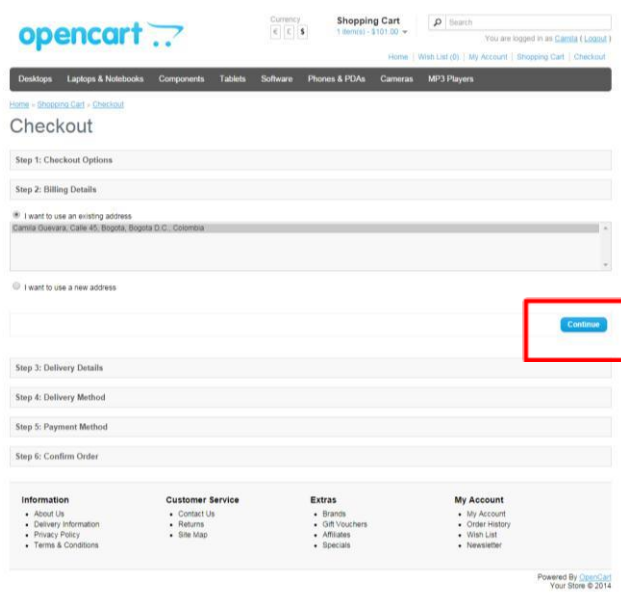 opencart
Currency
€ £ $
Shopping Cart
1 item(s) - $101.00
Search
You are logged in as Camila ( Logout )
Home | Wish List (0) | My Account | Shopping Cart | Checkout
Desktops Laptops & Notebooks Components Tablets Software Phones & PDAs Cameras MP3 Players
Home » Shopping Cart » Checkout
Checkout
Step 1: Checkout Options
Step 2: Billing Details
I want to use an existing address
Camila Guevara, Calle 45, Bogota, Bogota D.C., Colombia
I want to use a new address
Continue
Step 3: Delivery Details
Step 4: Delivery Method
Step 5: Payment Method
Step 6: Confirm Order
Information Customer Service Extras My Account
• About Us • Contact Us • Brands • My Account
• Delivery Information • Returns • Gift Vouchers • Order History
• Privacy Policy • Site Map • Affiliates • Wish List
• Terms & Conditions • Specials • Newsletter
Powered By OpenCart
Your Store © 2014